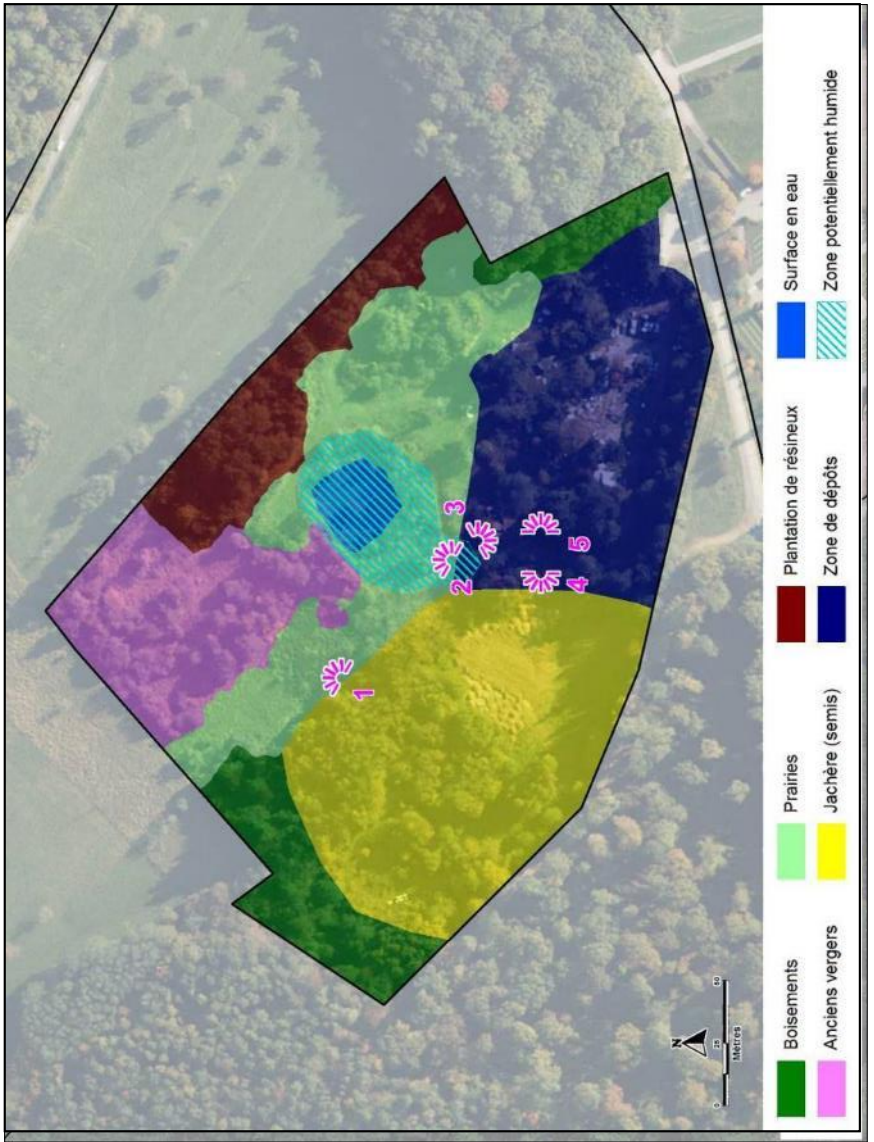 1
2
3
4
5
N
0 25 50
Mètres
Boisements
Prairies
Plantation de résineux
Surface en eau
Anciens vergers
Jachère (semis)
Zone de dépôts
Zone potentiellement humide